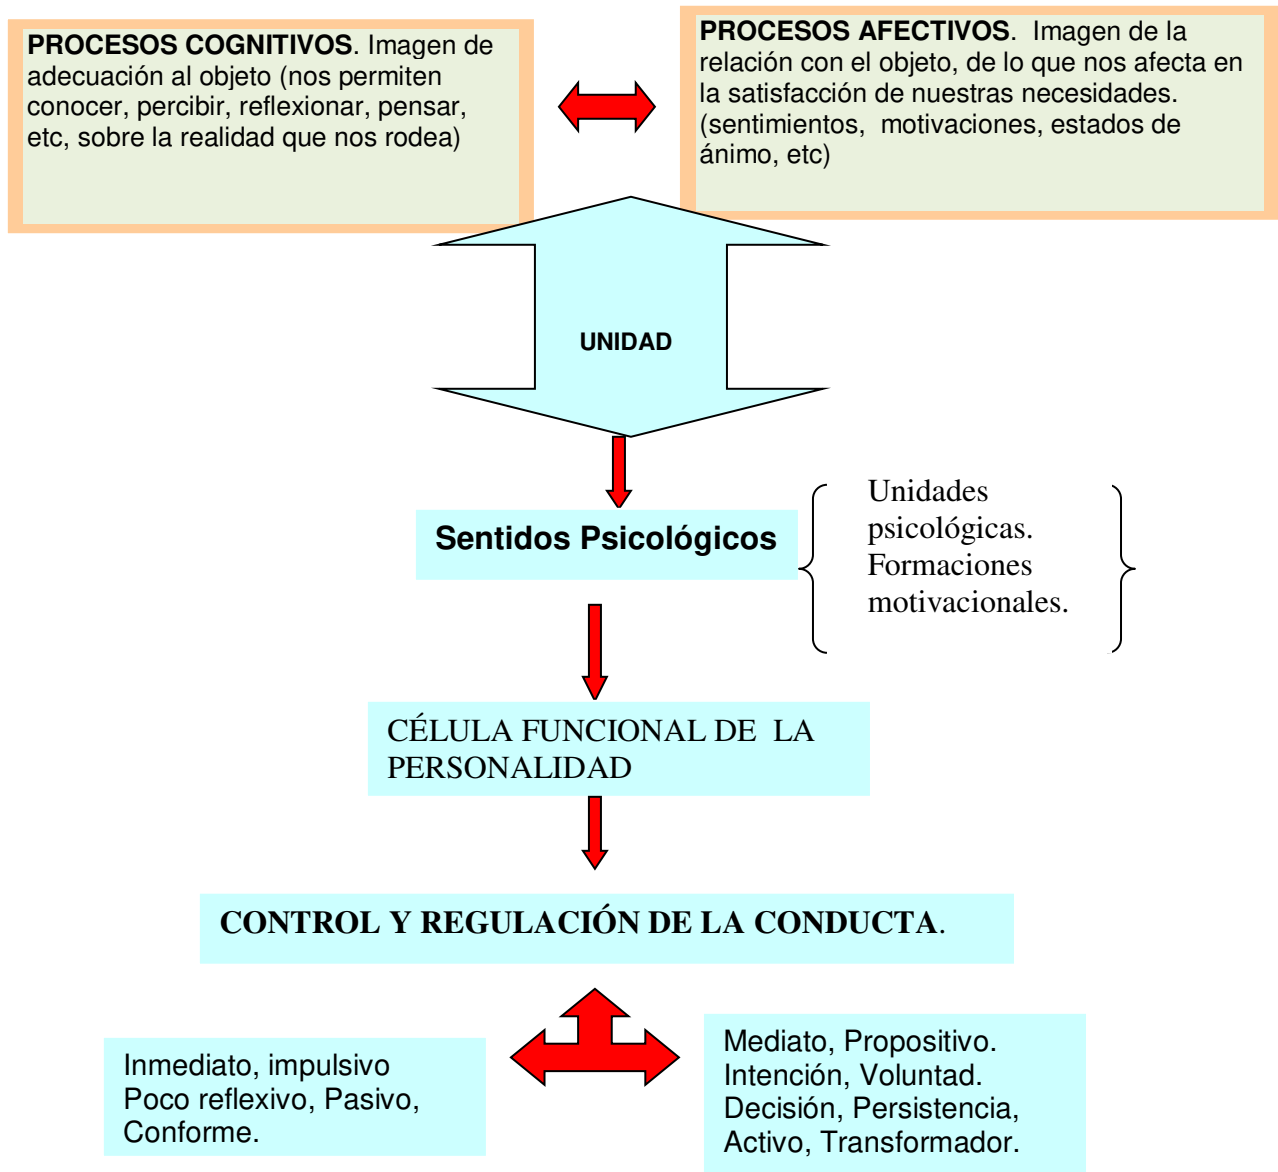 PROCESOS COGNITIVOS. Imagen de
adecuación al objeto (nos permiten
conocer, percibir, reflexionar, pensar,
etc, sobre la realidad que nos rodea)
PROCESOS AFECTIVOS. Imagen de la
relación con el objeto, de lo que nos afecta en
la satisfacción de nuestras necesidades.
(sentimientos, motivaciones, estados de
ánimo, etc)
UNIDAD
Sentidos Psicológicos
Unidades
psicológicas.
Formaciones
motivacionales.
CÉLULA FUNCIONAL DE LA
PERSONALIDAD
CONTROL Y REGULACIÓN DE LA CONDUCTA.
Inmediato, impulsivo
Poco reflexivo, Pasivo,
Conforme.
Mediato, Propositivo.
Intención, Voluntad.
Decisión, Persistencia,
Activo, Transformador.